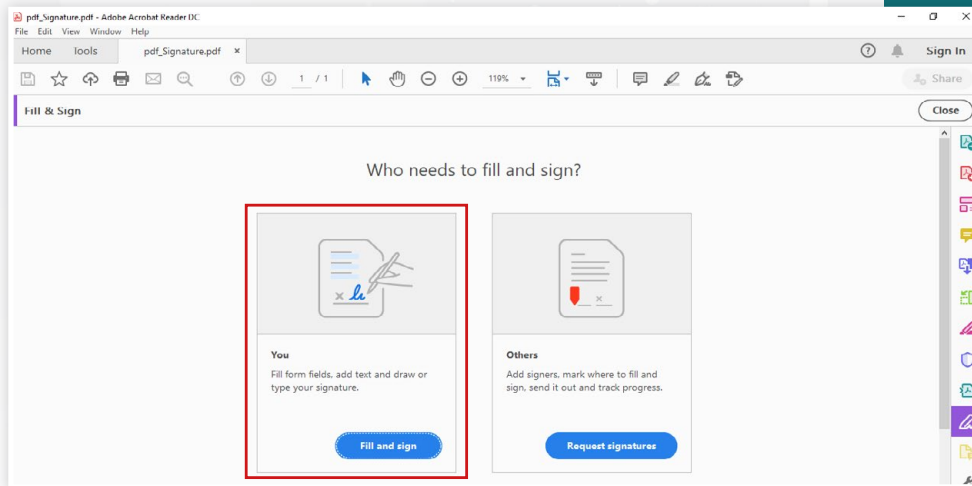 pdf_Signature.pdf - Adobe Acrobat Reader DC
File Edit View Window Help
Home Tools pdf_Signature.pdf × Sign In
1 / 1 119% Share
Fill & Sign Close
Who needs to fill and sign?
You
Fill form fields, add text and draw or
type your signature.
Fill and sign
Others
Add signers, mark where to fill and
sign, send it out and track progress.
Request signatures